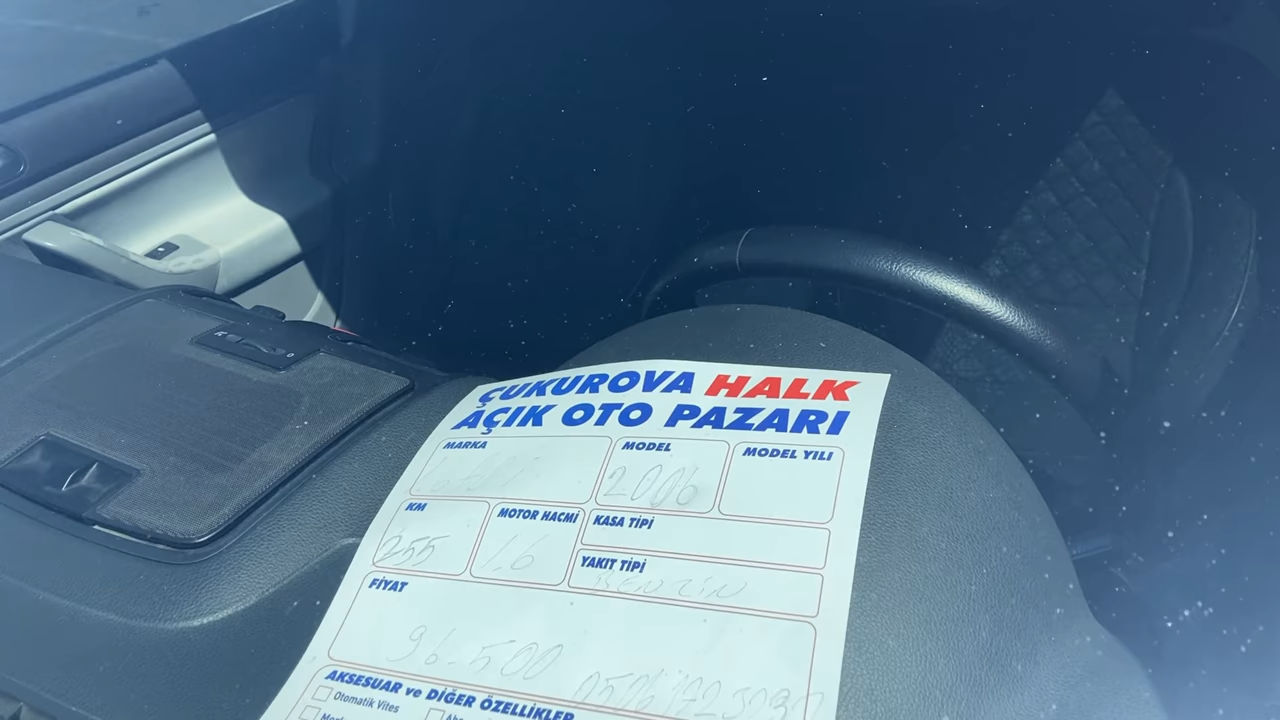 ÇUKUROVA HALK
AÇIK OTO PAZARI
MARKA
MODEL
MODEL YILI
2006
KM
MOTOR HACMİ
KASA TİPİ
255
1.6
YAKIT TİPİ
BENZİN
FİYAT
96.500
AKSESUAR ve DİĞER ÖZELLİKLER
Otomatik Vites